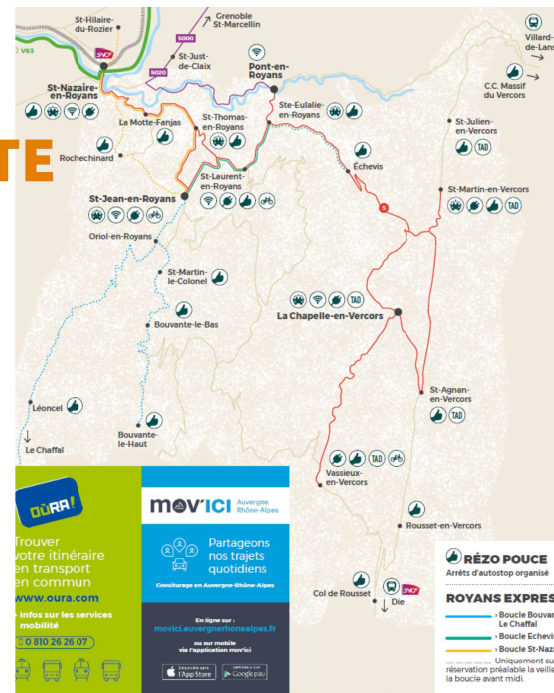 St-Hilaire-
du-Rozier
Grenoble
St-Marcellin
V63
SNCF
5000
5020
St-Just-
de-Claix
Pont-en-
Royans
Villard-
de-Lans
C.C. Massif
du Vercors
St-Nazaire-
en-Royans
La Motte-Fanjas
St-Thomas-
en-Royans
Ste-Eulalie-
en-Royans
St-Julien-
en-Vercors
TAD
TE
Rochechinard
Échevis
St-Laurent-
en-Royans
St-Jean-en-Royans
St-Martin-en-Vercors
TAD
Oriol-en-Royans
St-Martin-
le-Colonel
TAD
La Chapelle-en-Vercors
Bouvante-le-Bas
Léoncel
Le Chaffal
Bouvante-
le-Haut
St-Agnan-
en-Vercors
TAD
TAD
Vassieux-
en-Vercors
Rousset-en-Vercors
Col de Rousset
SNCF
Die
OÙRA!
Trouver
votre itinéraire
en transport
en commun
www.oura.com
+ infos sur les services
mobilité
0 810 26 26 07
MOV'ICI
Auvergne
Rhône-Alpes
Partageons
nos trajets
quotidiens
Covoiturage en Auvergne-Rhône-Alpes
En ligne sur :
movici.auvergnerhonealpes.fr
ou sur mobile
via l'application mov'ici
App Store
Google play
RÉZO POUCE
Arrêts d'autostop organisé
ROYANS EXPRES
› Boucle Bouvan
Le Chaffal
› Boucle Echevis
› Boucle St-Naza
Uniquement su
réservation préalable la veille
la boucle avant midi.